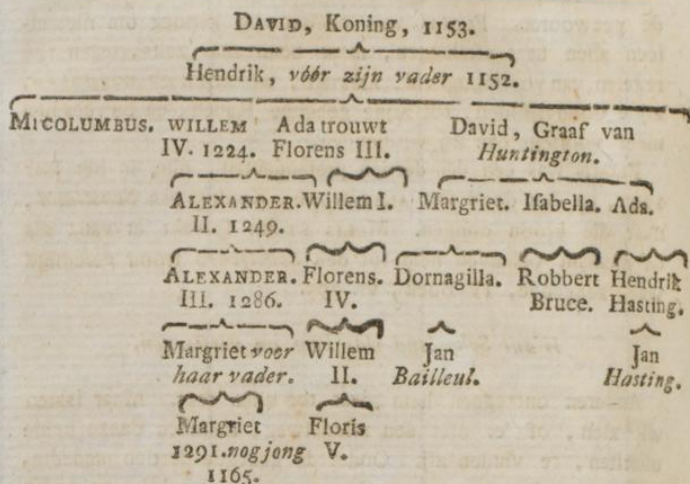 DAVID, Koning, 1153.
Hendrik, vóór zijn vader 1152.
MICOLUMBUS. WILLEM Ada trouwt David, Graaf van
IV. 1224. Florens III. Huntington.
ALEXANDER. Willem I. Margriet. Isabella. Ada.
II. 1249.
ALEXANDER. Florens. Dornagilla. Robbert Hendrik
III. 1286. IV. Bruce. Hasting.
Margriet voer Willem Jan Jan
haar vader. II. Bailleul. Hasting.
Margriet Floris
1291. nog jong V.
1165.